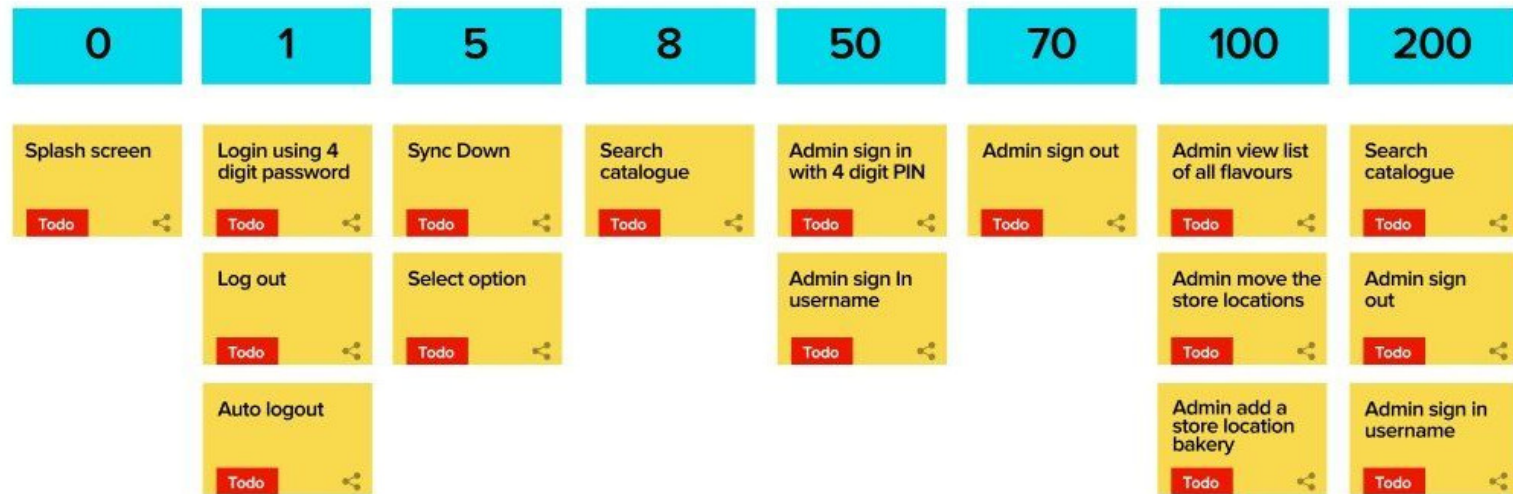 0 1 5 8 50 70 100 200
Splash screen
Todo
Login using 4
digit password
Todo
Sync Down
Todo
Search
catalogue
Todo
Admin sign in
with 4 digit PIN
Todo
Admin sign out
Todo
Admin view list
of all flavours
Todo
Search
catalogue
Todo
Log out
Todo
Select option
Todo
Admin sign In
username
Todo
Admin move the
store locations
Todo
Admin sign
out
Todo
Auto logout
Todo
Admin add a
store location
bakery
Todo
Admin sign in
username
Todo